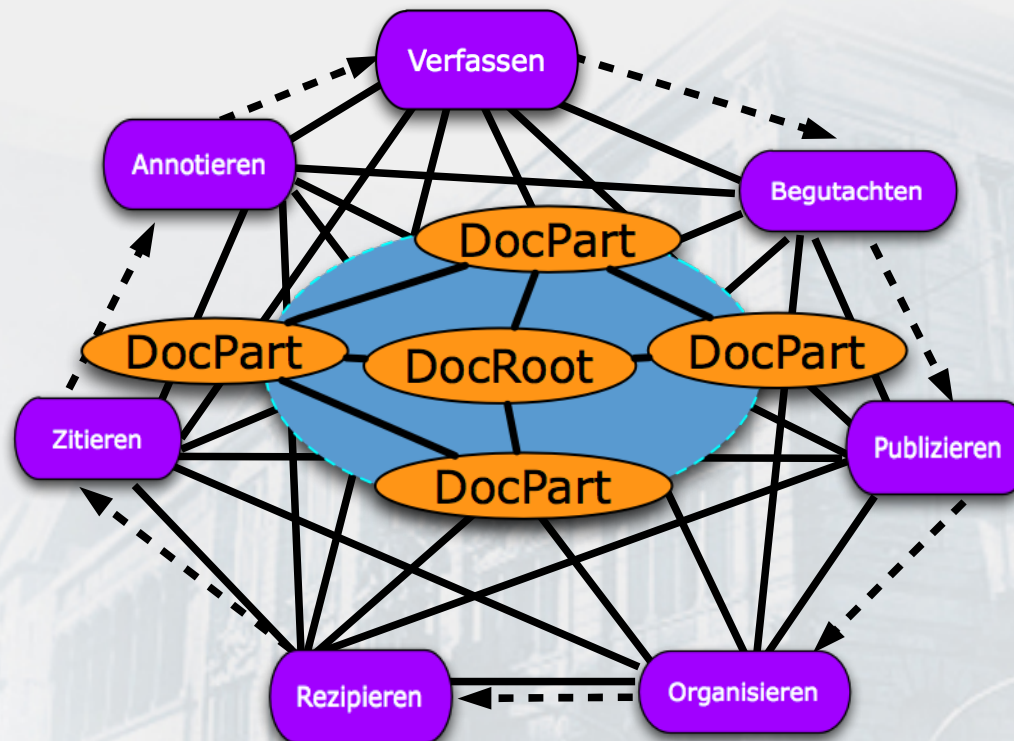 Verfassen
Annotieren
Begutachten
DocPart
DocPart
DocRoot
DocPart
Zitieren
Publizieren
DocPart
Rezipieren
Organisieren